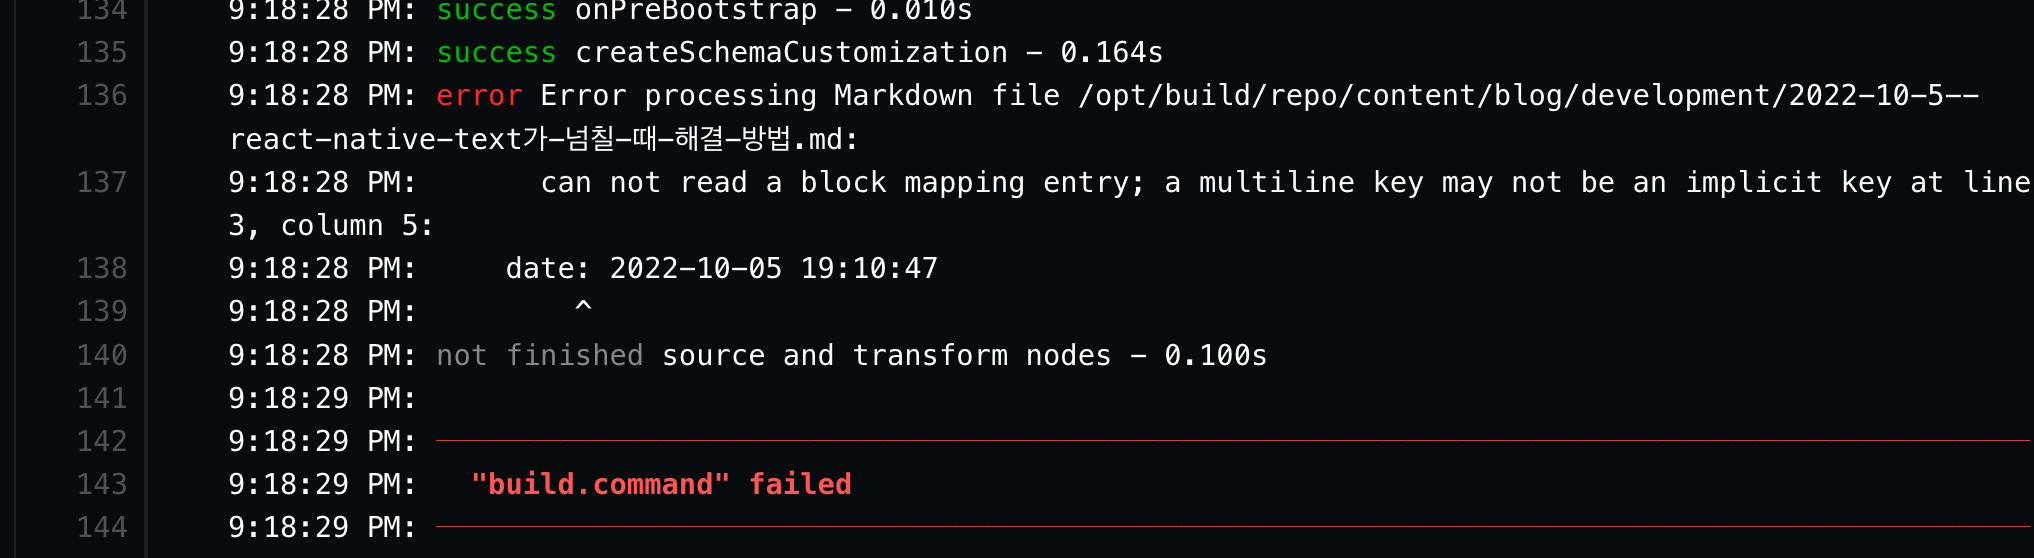 134 9:18:28 PM: success onPreBootstrap - 0.010s
135 9:18:28 PM: success createSchemaCustomization - 0.164s
136 9:18:28 PM: error Error processing Markdown file /opt/build/repo/content/blog/development/2022-10-5--
react-native-text가-넘칠-때-해결-방법.md:
137 9:18:28 PM: can not read a block mapping entry; a multiline key may not be an implicit key at line
3, column 5:
138 9:18:28 PM: date: 2022-10-05 19:10:47
139 9:18:28 PM: ^
140 9:18:28 PM: not finished source and transform nodes - 0.100s
141 9:18:29 PM:
142 9:18:29 PM: ────────────────────────────────────────
143 9:18:29 PM: "build.command" failed
144 9:18:29 PM: ────────────────────────────────────────